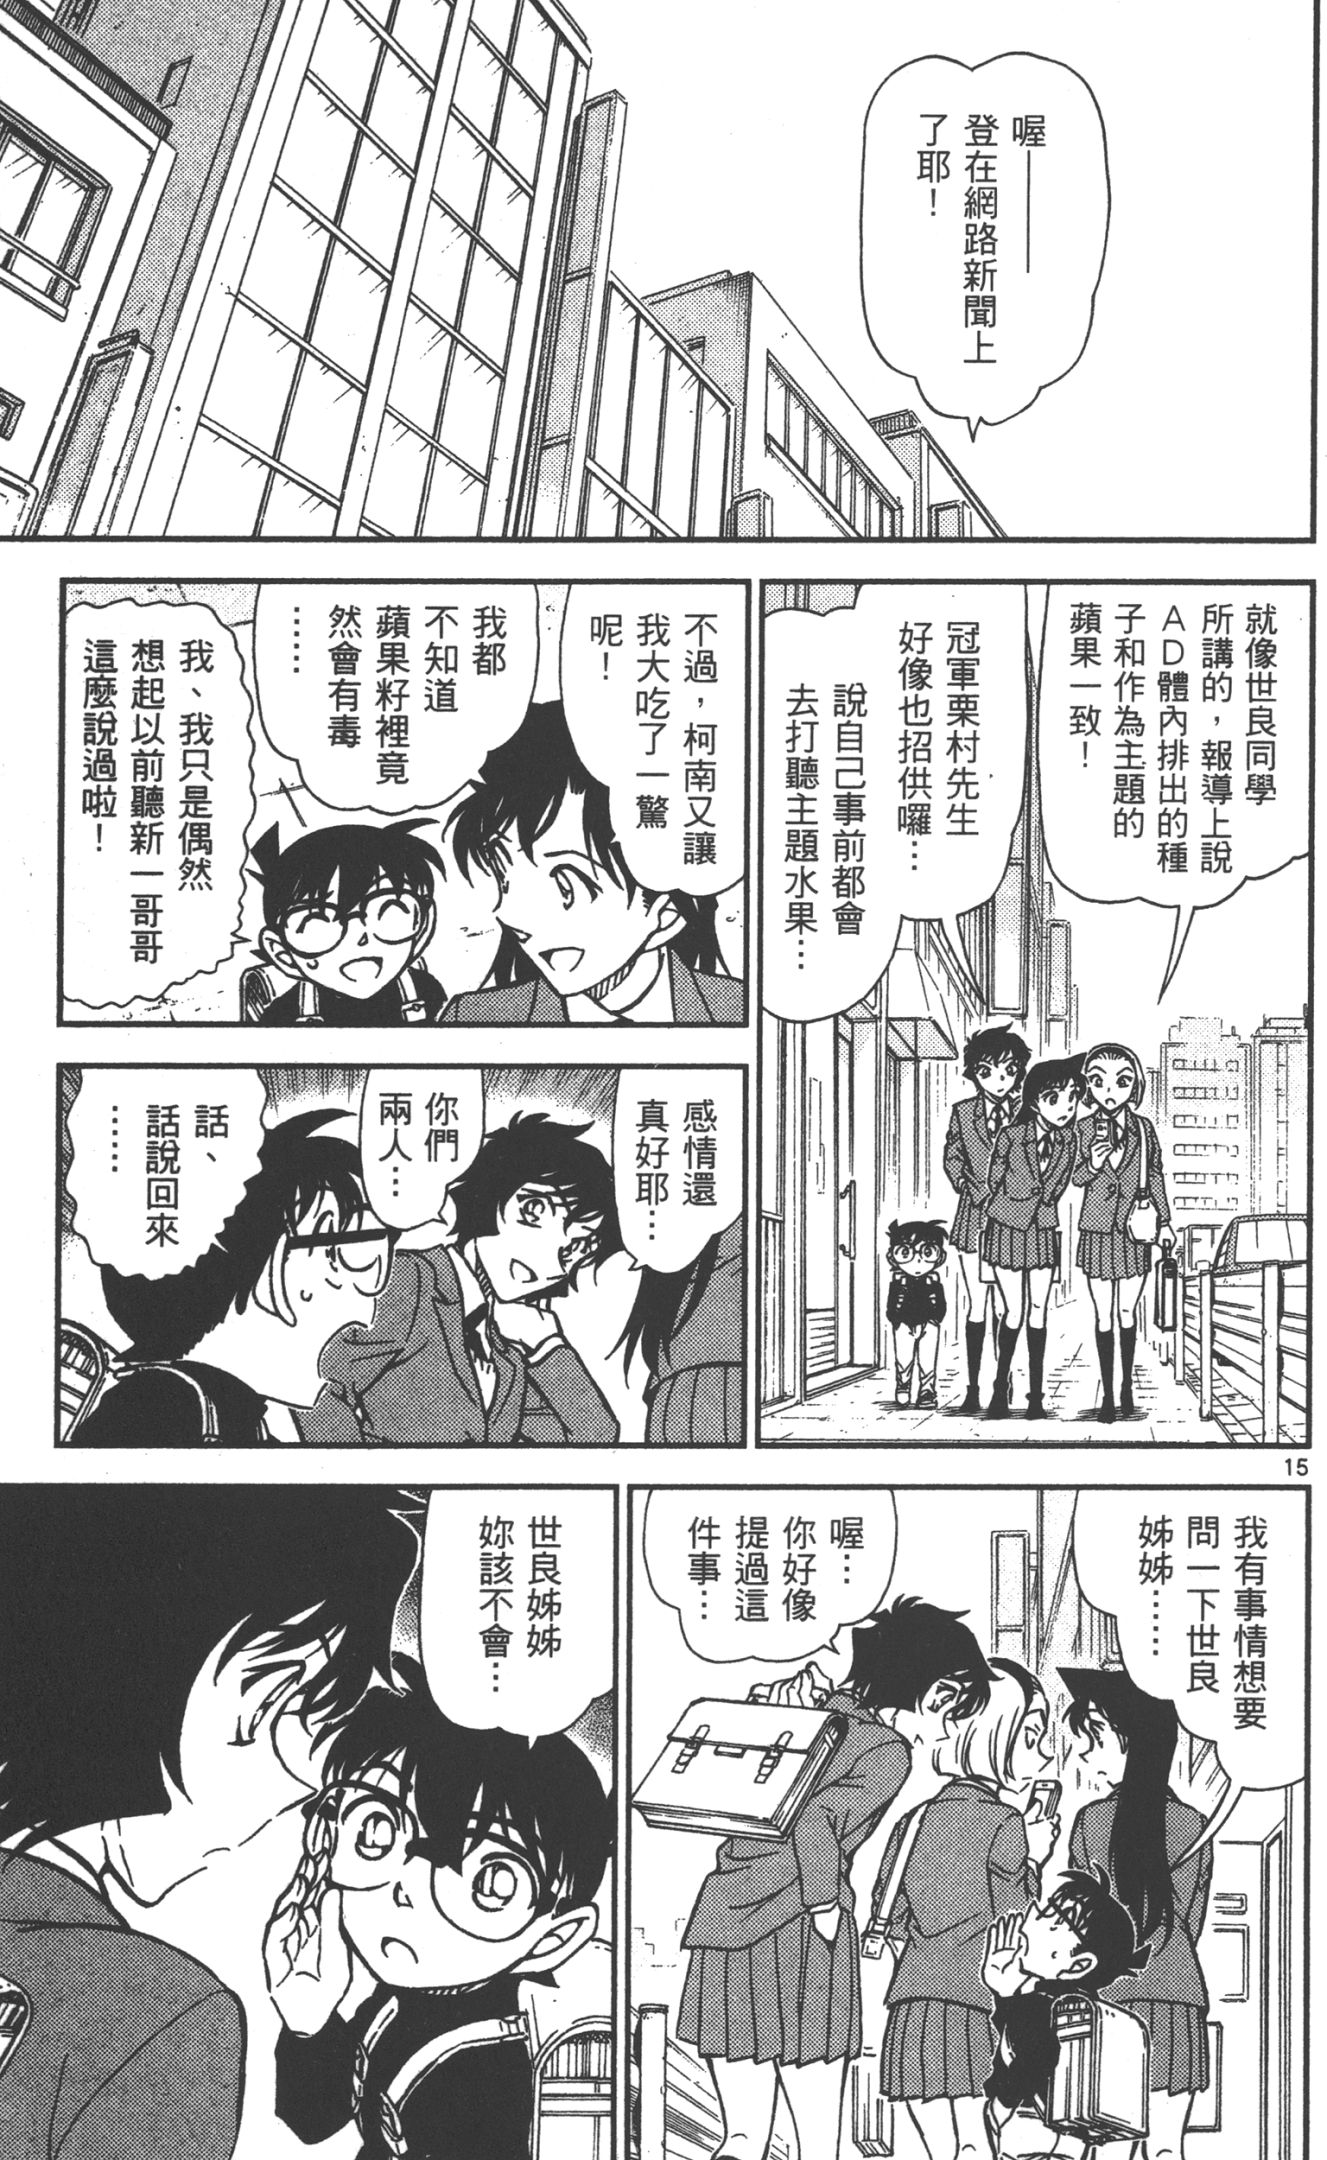 喔——
登在網路新聞上
了耶！
就像世良同學
所講的，報導上說
ＡＤ體內排出的種
子和作為主題的
蘋果一致！
冠軍栗村先生
好像也招供囉…
說自己事前都會
去打聽主題水果…
不過，柯南又讓
我大吃了一驚
呢！
我都
不知道
蘋果籽裡竟
然會有毒
……
我、我只是偶然
想起以前聽新一哥哥
這麼說過啦！
感情還
真好耶…
你們
兩人…
話、
話說回來
……
15
我有事情想要
問一下世良
姊姊……
喔…
你好像
提過這
件事…
世良姊姊
妳該不會…